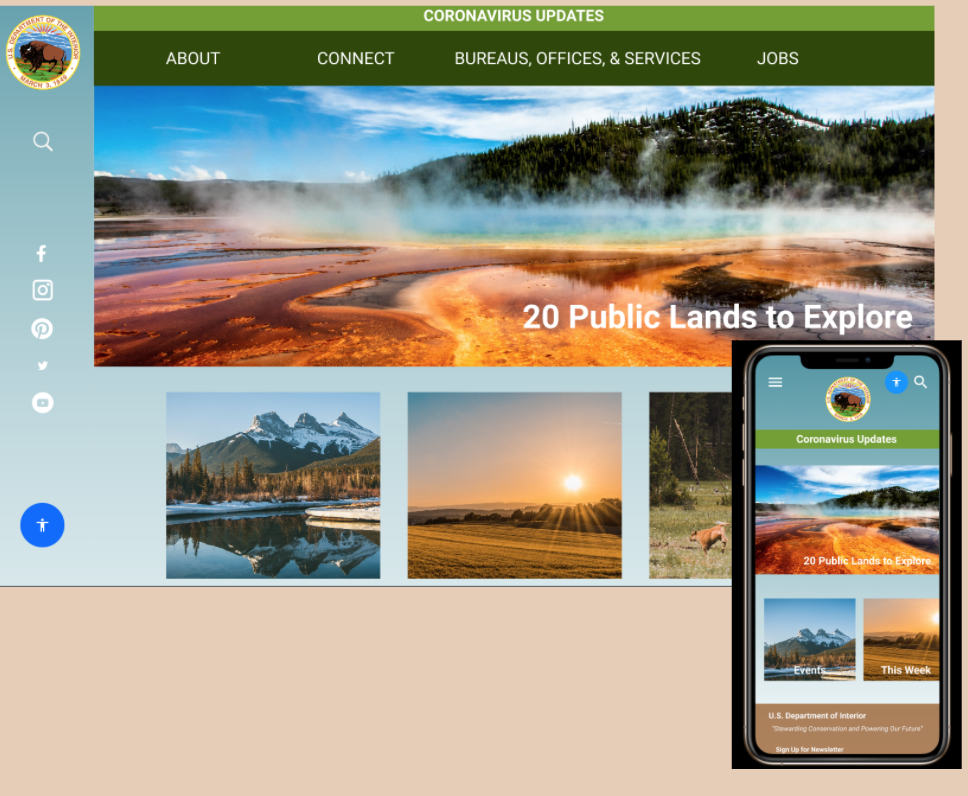 CORONAVIRUS UPDATES
U.S. DEPARTMENT OF THE INTERIOR
MARCH 3, 1849
ABOUT CONNECT BUREAUS, OFFICES, & SERVICES JOBS
20 Public Lands to Explore
Coronavirus Updates
20 Public Lands to Explore
Events
This Week
U.S. Department of Interior
"Stewarding Conservation and Powering Our Future"
Sign Up for Newsletter